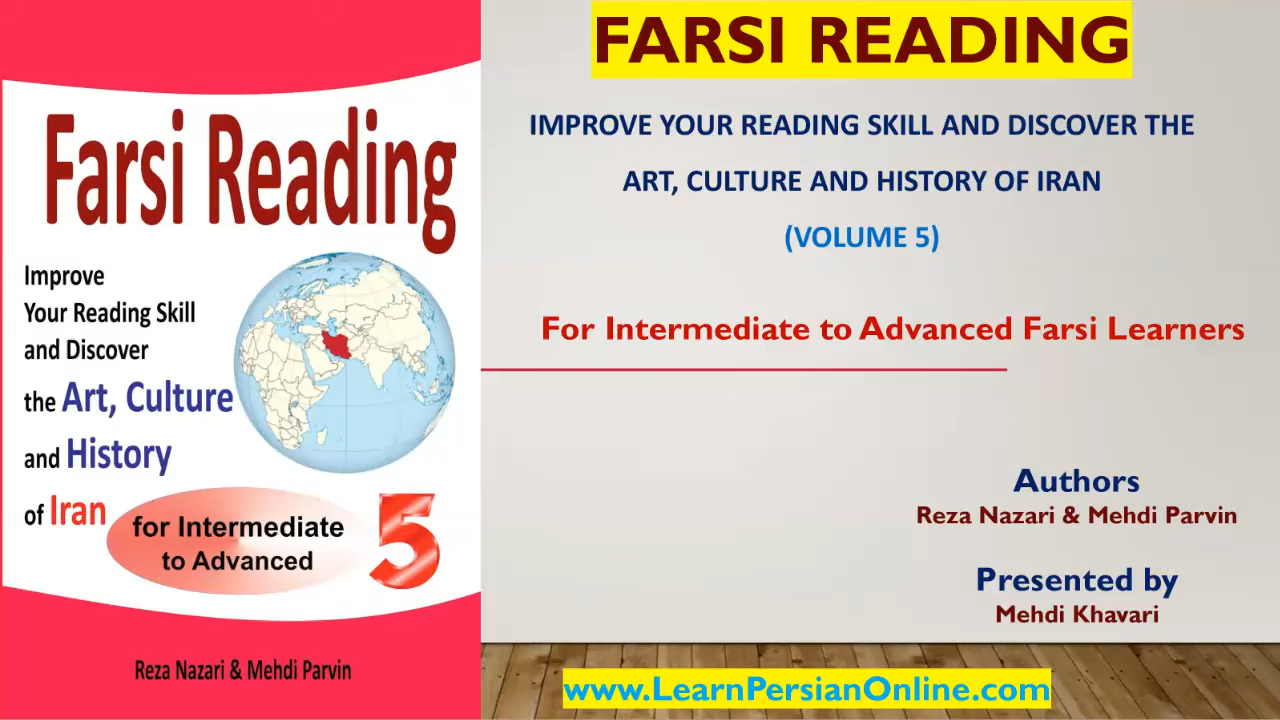 Farsi Reading
Improve
Your Reading Skill
and Discover
the Art, Culture
and History
of Iran
for Intermediate
to Advanced
5
Reza Nazari & Mehdi Parvin
FARSI READING
IMPROVE YOUR READING SKILL AND DISCOVER THE
ART, CULTURE AND HISTORY OF IRAN
(VOLUME 5)
For Intermediate to Advanced Farsi Learners
Authors
Reza Nazari & Mehdi Parvin
Presented by
Mehdi Khavari
www.LearnPersianOnline.com